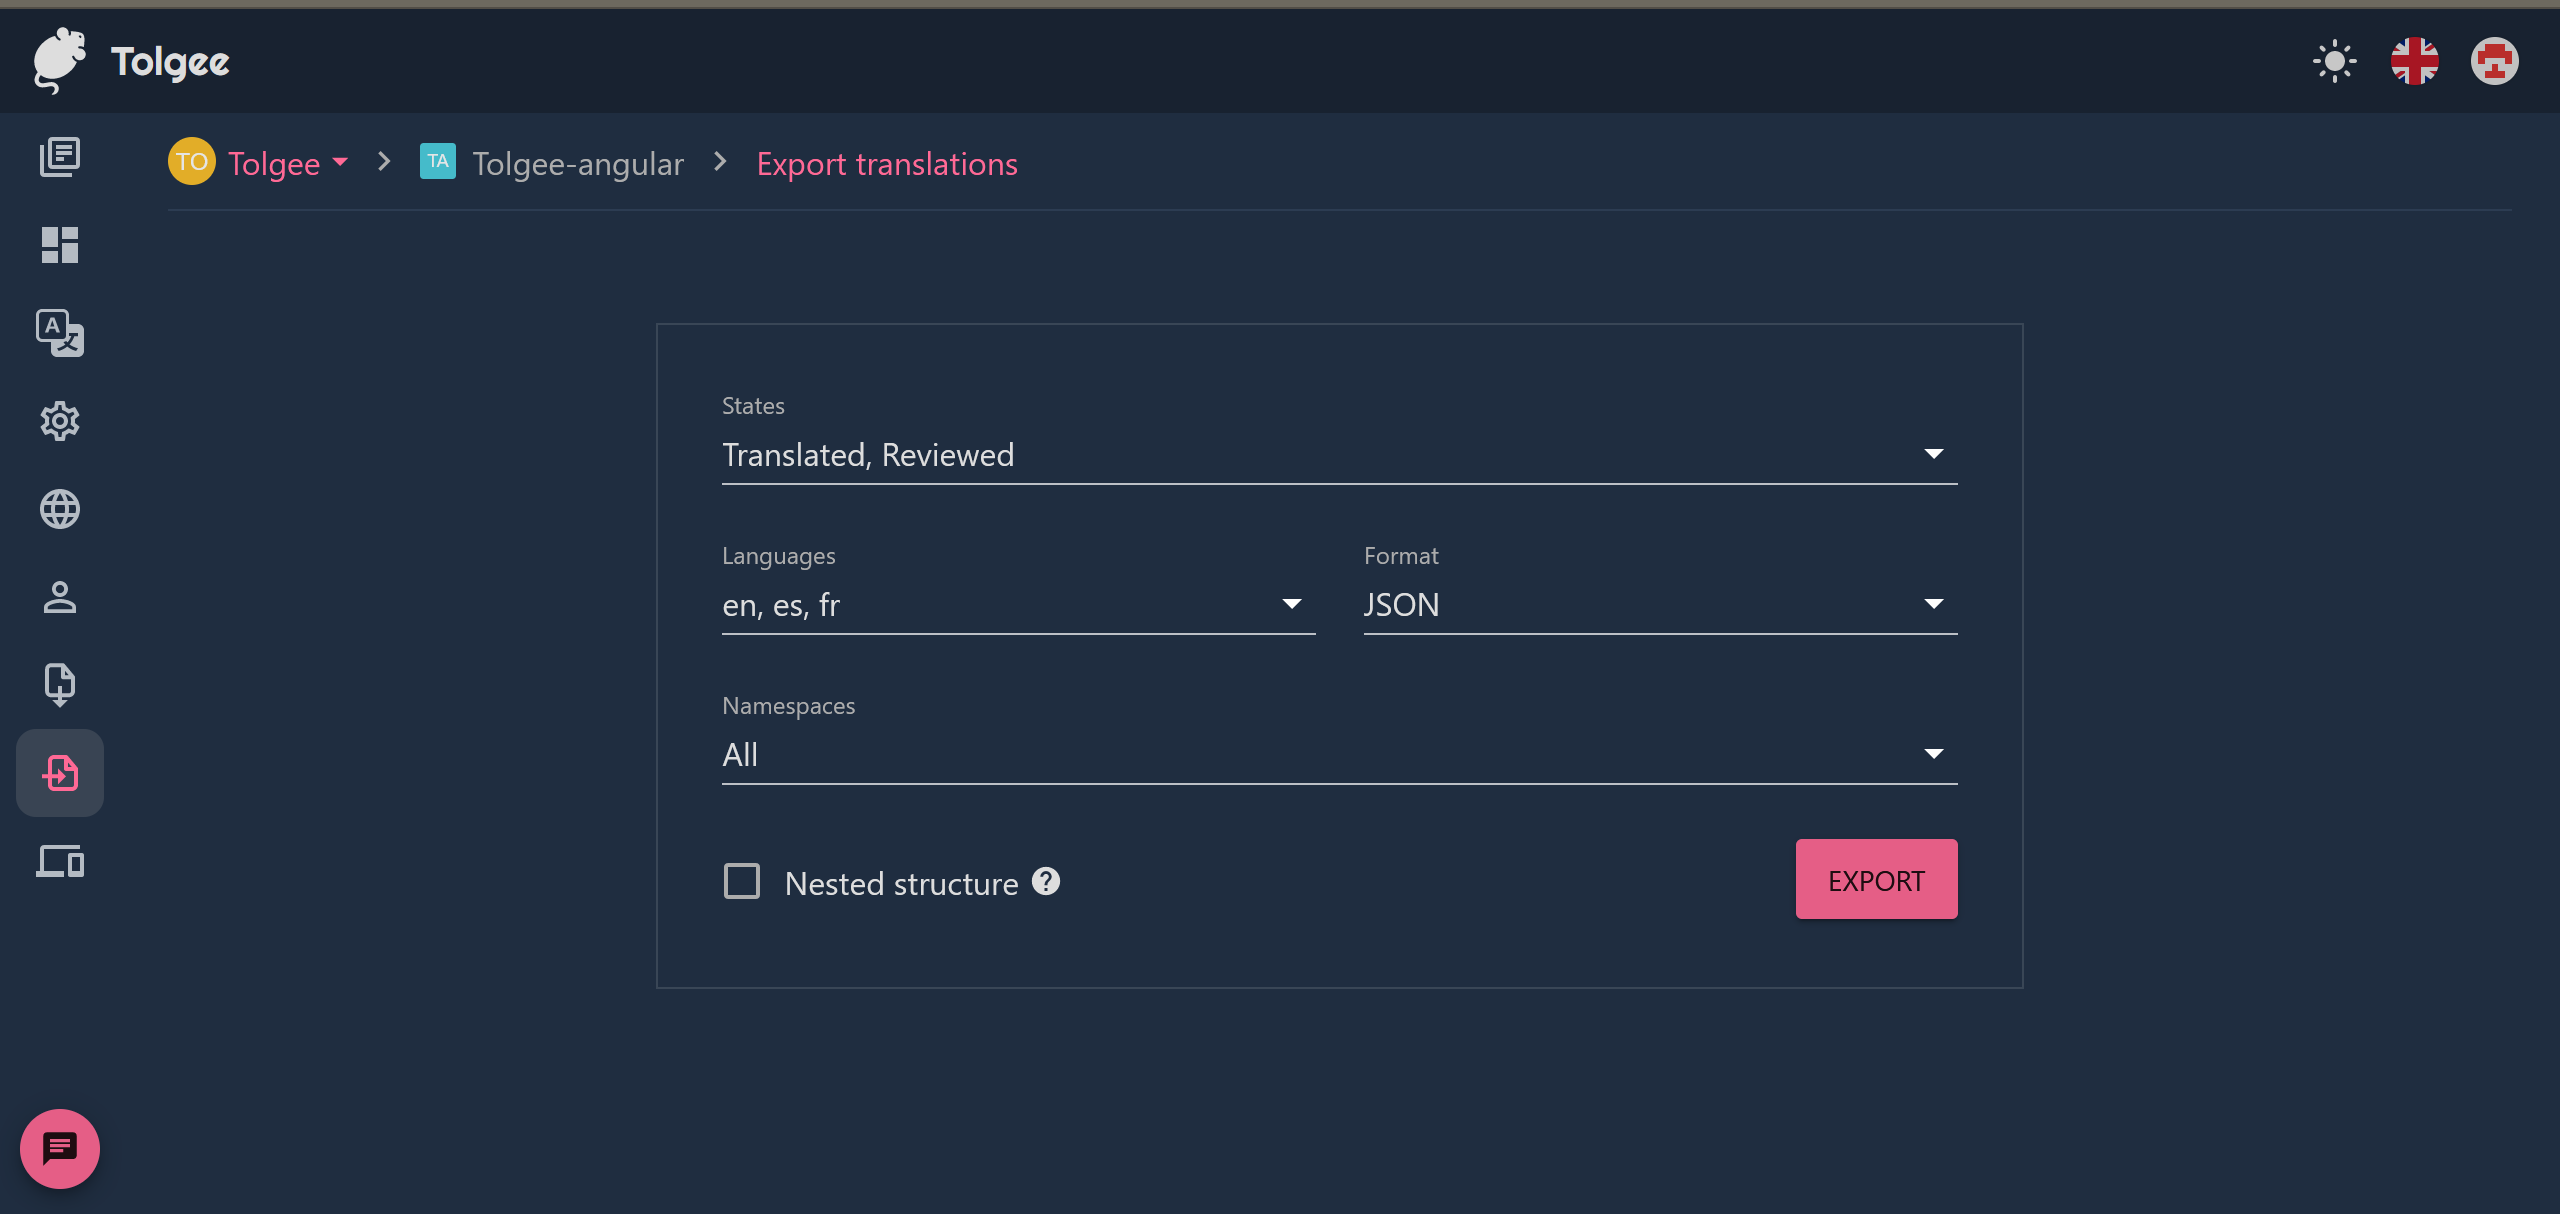 Tolgee
TO Tolgee TA Tolgee-angular Export translations
A 文
States
Translated, Reviewed
Languages Format
en, es, fr JSON
Namespaces
All
Nested structure ? EXPORT